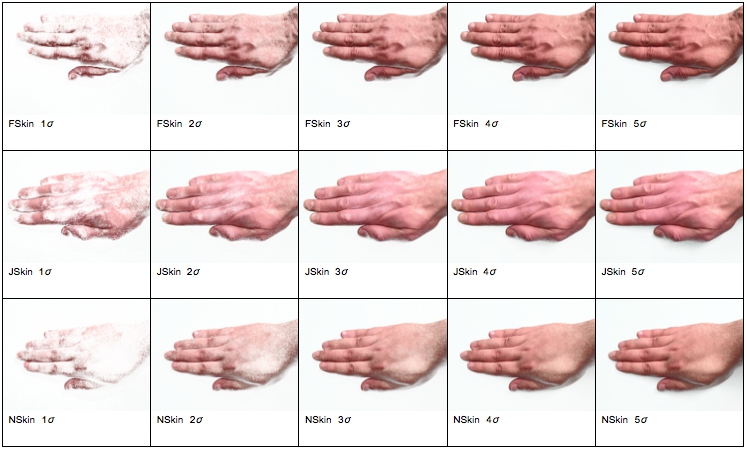 FSkin 1σ
FSkin 2σ
FSkin 3σ
FSkin 4σ
FSkin 5σ
JSkin 1σ
JSkin 2σ
JSkin 3σ
JSkin 4σ
JSkin 5σ
NSkin 1σ
NSkin 2σ
NSkin 3σ
NSkin 4σ
NSkin 5σ